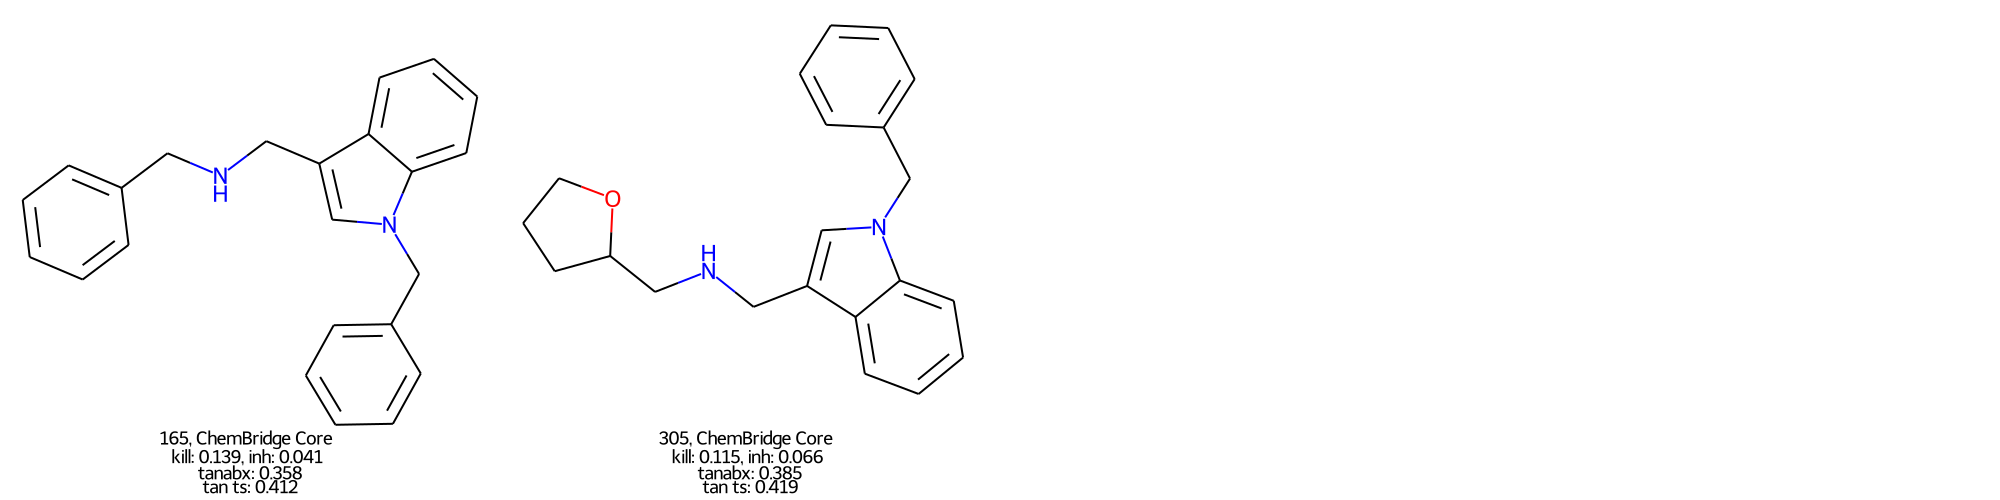 O
H
N
H
N
N
H
N
N
O
165, ChemBridge Core
kill: 0.139, inh: 0.041
tanabx: 0.358
tan ts: 0.412
305, ChemBridge Core
kill: 0.115, inh: 0.066
tanabx: 0.385
tan ts: 0.419